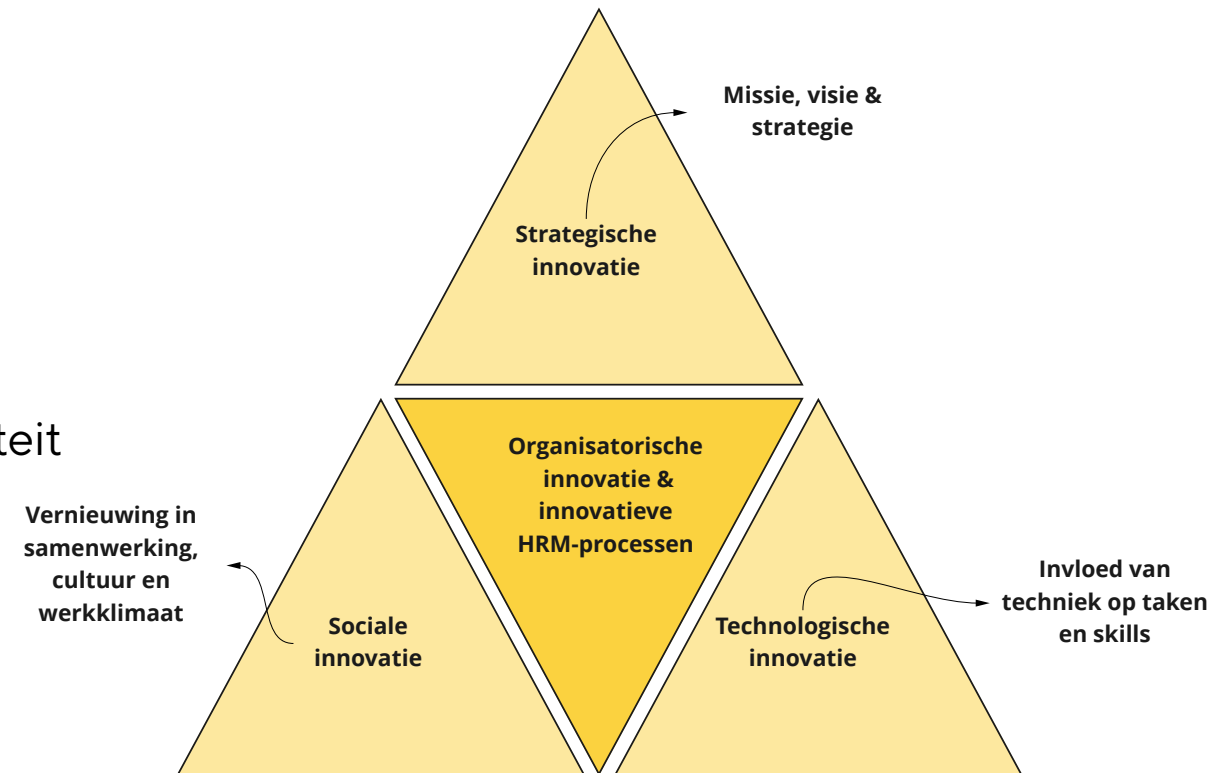 Missie, visie &
strategie
Strategische
innovatie
teit
Organisatorische
innovatie &
innovatieve
HRM-processen
Vernieuwing in
samenwerking,
cultuur en
werkklimaat
Sociale
innovatie
Technologische
innovatie
Invloed van
techniek op taken
en skills